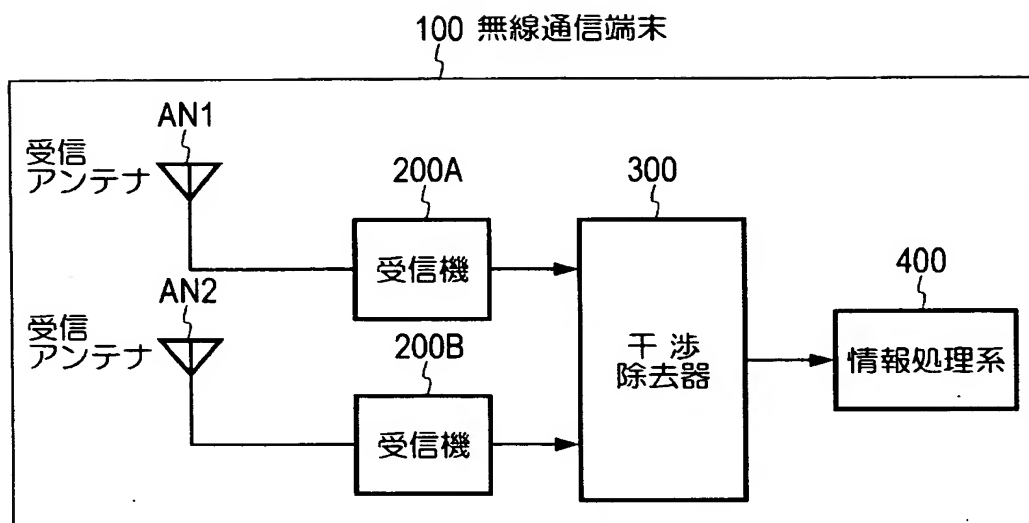 100 無線通信端末
AN1
受信
アンテナ
200A
受信機
300
干渉
除去器
400
情報処理系
AN2
受信
アンテナ
200B
受信機